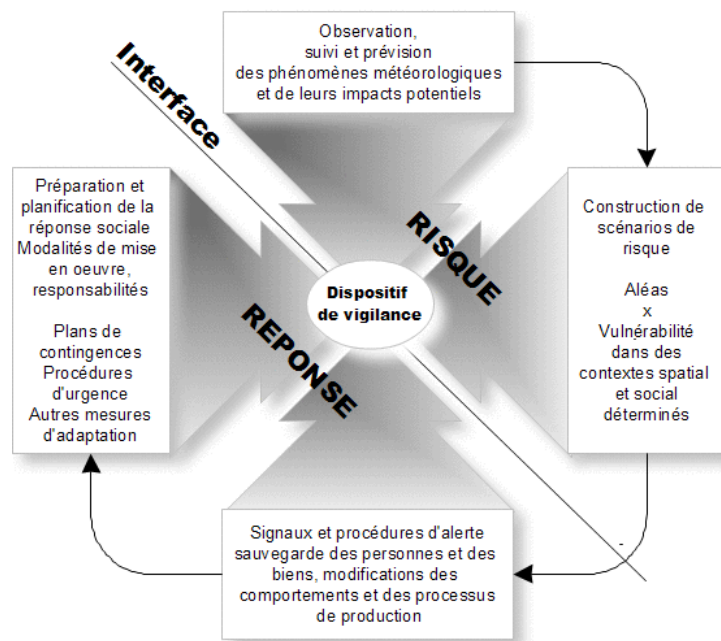 Observation,
suivi et prévision
des phénomènes météorologiques
et de leurs impacts potentiels
Interface
Préparation et
planification de la
réponse sociale
Modalités de mise
en oeuvre,
responsabilités
Plans de
contingences
Procédures
d'urgence
Autres mesures
d'adaptation
RISQUE
Dispositif
de vigilance
REPONSE
Construction de
scénarios de
risque
Aléas
x
Vulnérabilité
dans des
contextes spatial
et social
déterminés
Signaux et procédures d'alerte
sauvegarde des personnes et des
biens, modifications des
comportements et des processus
de production